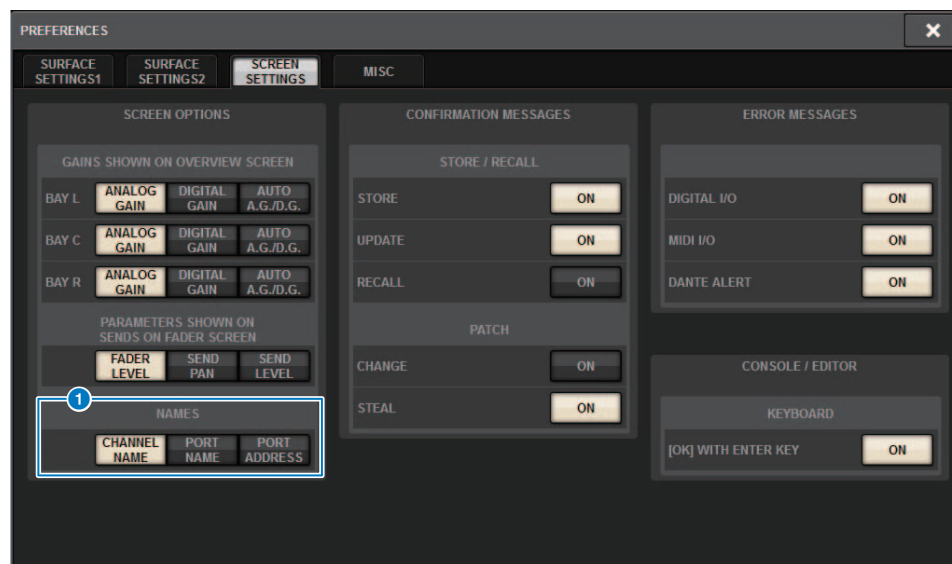 PREFERENCES
×
SURFACE SETTINGS1
SURFACE SETTINGS2
SCREEN SETTINGS
MISC
SCREEN OPTIONS
GAINS SHOWN ON OVERVIEW SCREEN
BAY L ANALOG GAIN DIGITAL GAIN AUTO A.G./D.G.
BAY C ANALOG GAIN DIGITAL GAIN AUTO A.G./D.G.
BAY R ANALOG GAIN DIGITAL GAIN AUTO A.G./D.G.
PARAMETERS SHOWN ON
SENDS ON FADER SCREEN
FADER LEVEL SEND PAN SEND LEVEL
1
NAMES
CHANNEL NAME PORT NAME PORT ADDRESS
CONFIRMATION MESSAGES
STORE / RECALL
STORE ON
UPDATE ON
RECALL ON
PATCH
CHANGE ON
STEAL ON
ERROR MESSAGES
DIGITAL I/O ON
MIDI I/O ON
DANTE ALERT ON
CONSOLE / EDITOR
KEYBOARD
[OK] WITH ENTER KEY ON